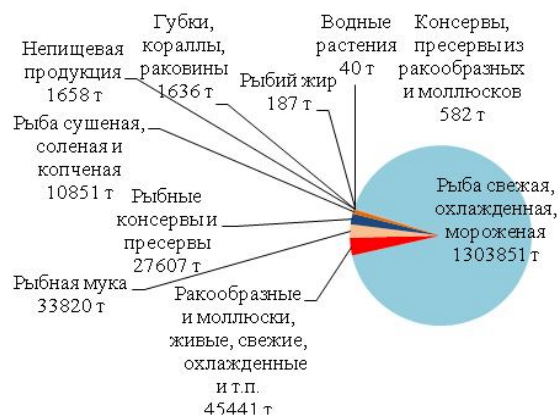 Непищевая
продукция
1658 т
Губки,
кораллы,
раковины
1636 т
Рыбий жир
187 т
Водные
растения
40 т
Консервы,
пресервы из
ракообразных
и моллюсков
582 т
Рыба сушеная,
соленая и
копченая
10851 т
Рыбные
консервы и
пресервы
27607 т
Рыба свежая,
охлажденная,
мороженая
1303851 т
Рыбная мука
33820 т
Ракообразные
и моллюски,
живые, свежие,
охлажденные
и т.п.
45441 т